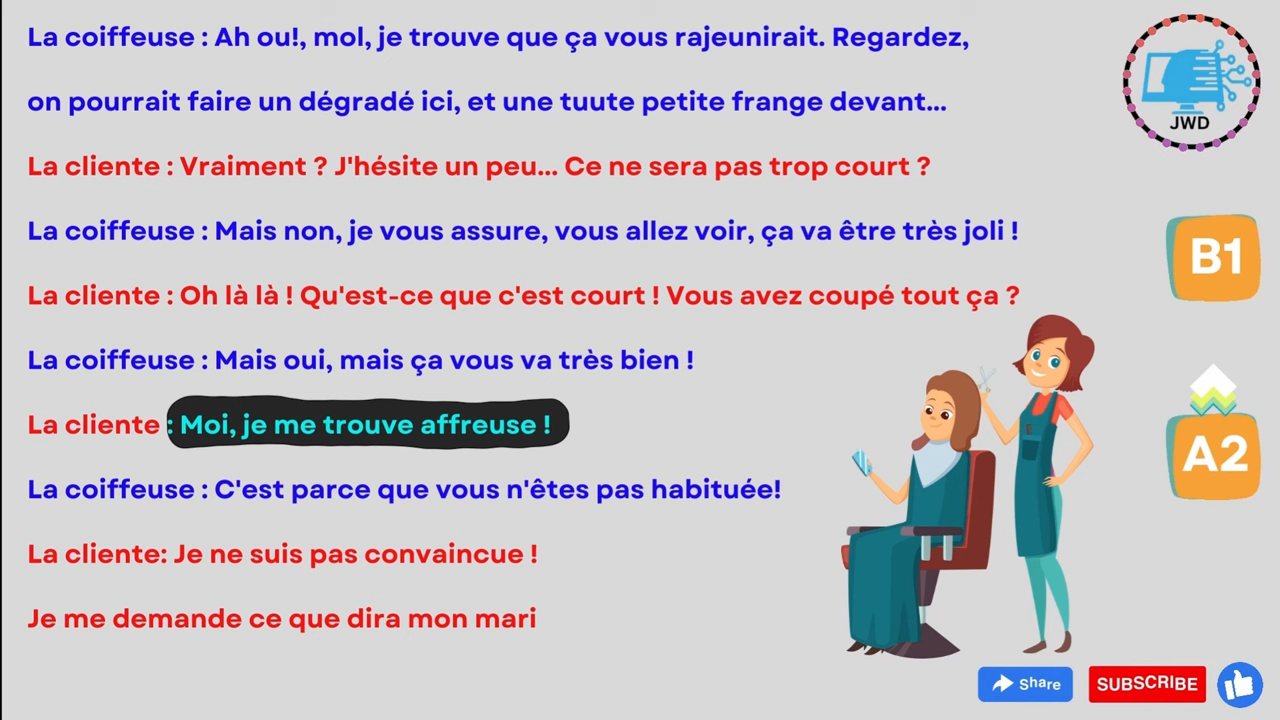 La coiffeuse : Ah ou!, mol, je trouve que ça vous rajeunirait. Regardez,
on pourrait faire un dégradé ici, et une tuute petite frange devant...
La cliente : Vraiment ? J'hésite un peu... Ce ne sera pas trop court ?
La coiffeuse : Mais non, je vous assure, vous allez voir, ça va être très joli !
La cliente : Oh là là ! Qu'est-ce que c'est court ! Vous avez coupé tout ça ?
La coiffeuse : Mais oui, mais ça vous va très bien !
La cliente : Moi, je me trouve affreuse !
La coiffeuse : C'est parce que vous n'êtes pas habituée!
La cliente: Je ne suis pas convaincue !
Je me demande ce que dira mon mari
JWD
B1
A2
Share
SUBSCRIBE